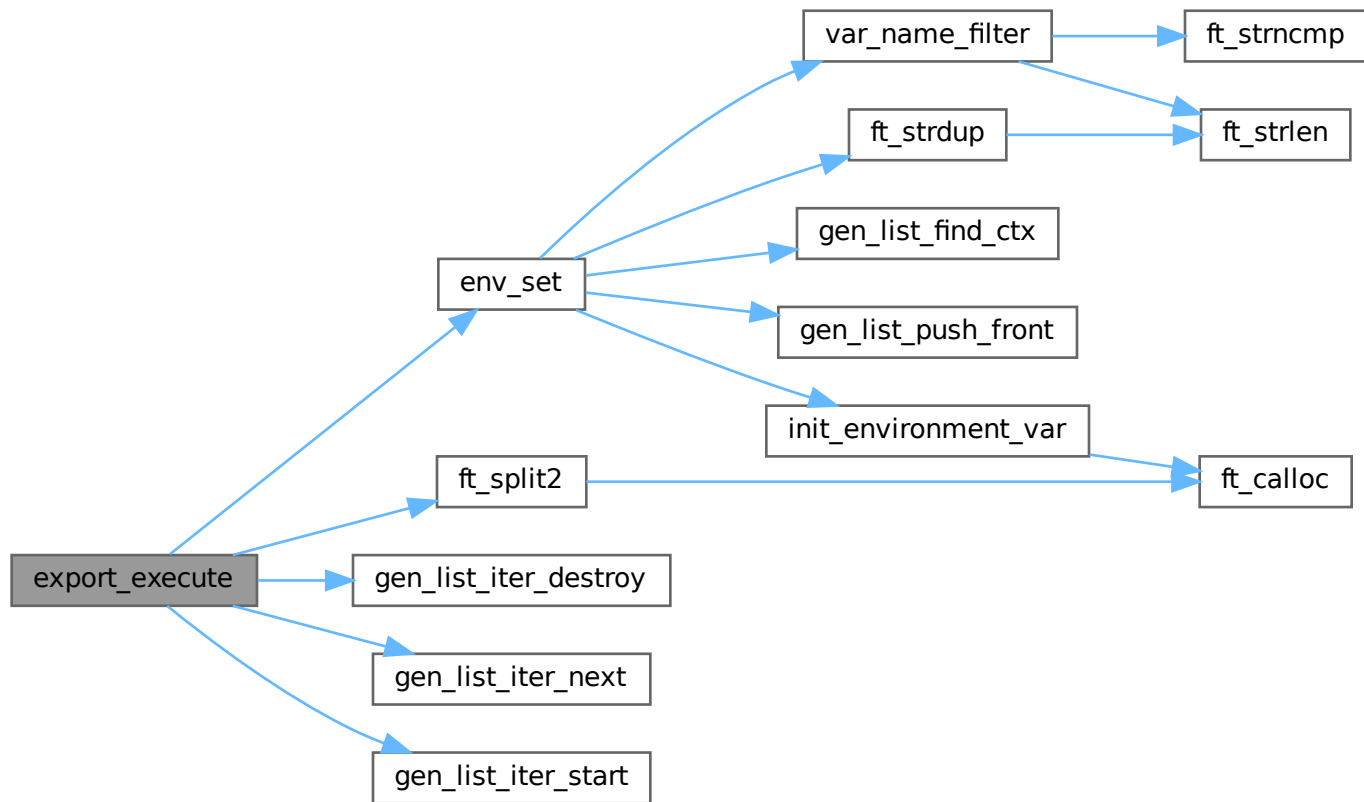 var_name_filter
ft_strncmp
ft_strdup
ft_strlen
gen_list_find_ctx
env_set
gen_list_push_front
init_environment_var
ft_split2
ft_calloc
export_execute
gen_list_iter_destroy
gen_list_iter_next
gen_list_iter_start